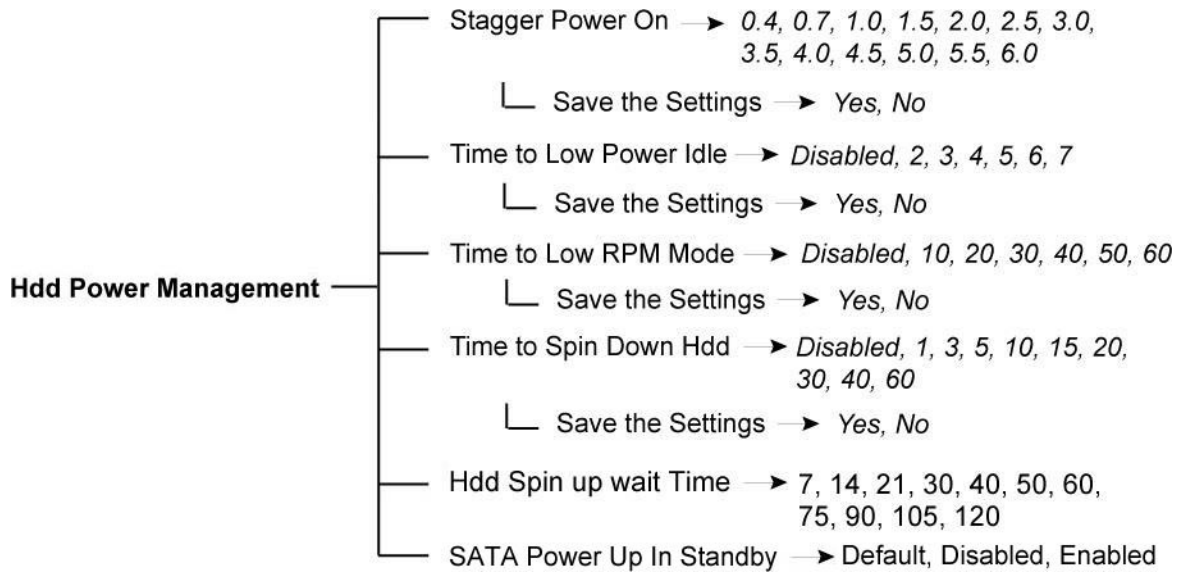 Stagger Power On 0.4, 0.7, 1.0, 1.5, 2.0, 2.5, 3.0,
3.5, 4.0, 4.5, 5.0, 5.5, 6.0
Save the Settings Yes, No
Time to Low Power Idle Disabled, 2, 3, 4, 5, 6, 7
Save the Settings Yes, No
Time to Low RPM Mode Disabled, 10, 20, 30, 40, 50, 60
Hdd Power Management
Save the Settings Yes, No
Time to Spin Down Hdd Disabled, 1, 3, 5, 10, 15, 20,
30, 40, 60
Save the Settings Yes, No
Hdd Spin up wait Time 7, 14, 21, 30, 40, 50, 60,
75, 90, 105, 120
SATA Power Up In Standby Default, Disabled, Enabled